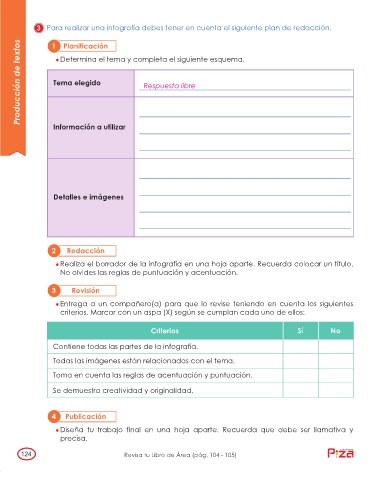 3 Para realizar una infografía debes tener en cuenta el siguiente plan de redacción.
Producción de textos
1 Planificación
Determina el tema y completa el siguiente esquema.
Tema elegido
Respuesta libre
Información a utilizar
Detalles e imágenes
2 Redacción
Realiza el borrador de la infografía en una hoja aparte. Recuerda colocar un título.
No olvides las reglas de puntuación y acentuación.
3 Revisión
Entrega a un compañero(a) para que lo revise teniendo en cuenta los siguientes
criterios. Marcar con un aspa (X) según se cumplan cada uno de ellos:
Criterios Sí No
Contiene todas las partes de la infografía.
Todas las imágenes están relacionados con el tema.
Toma en cuenta las reglas de acentuación y puntuación.
Se demuestra creatividad y originalidad.
4 Publicación
Diseña tu trabajo final en una hoja aparte. Recuerda que debe ser llamativa y
precisa.
124
Revisa tu Libro de Área (pág. 104 - 105)